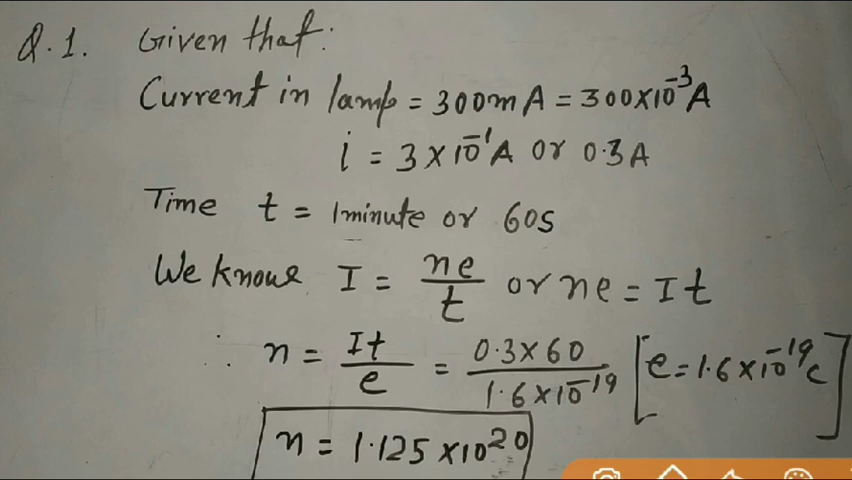 Q.1. Given that:
Current in lamp = 300mA = 300×10⁻³A
i = 3×10⁻¹A or 0.3A
Time t = 1minute or 60s
We know I = ne/t or ne = It
∴ n = It/e = 0.3×60/1.6×10⁻¹⁹ [e=1.6×10⁻¹⁹c]
n = 1.125×10²⁰